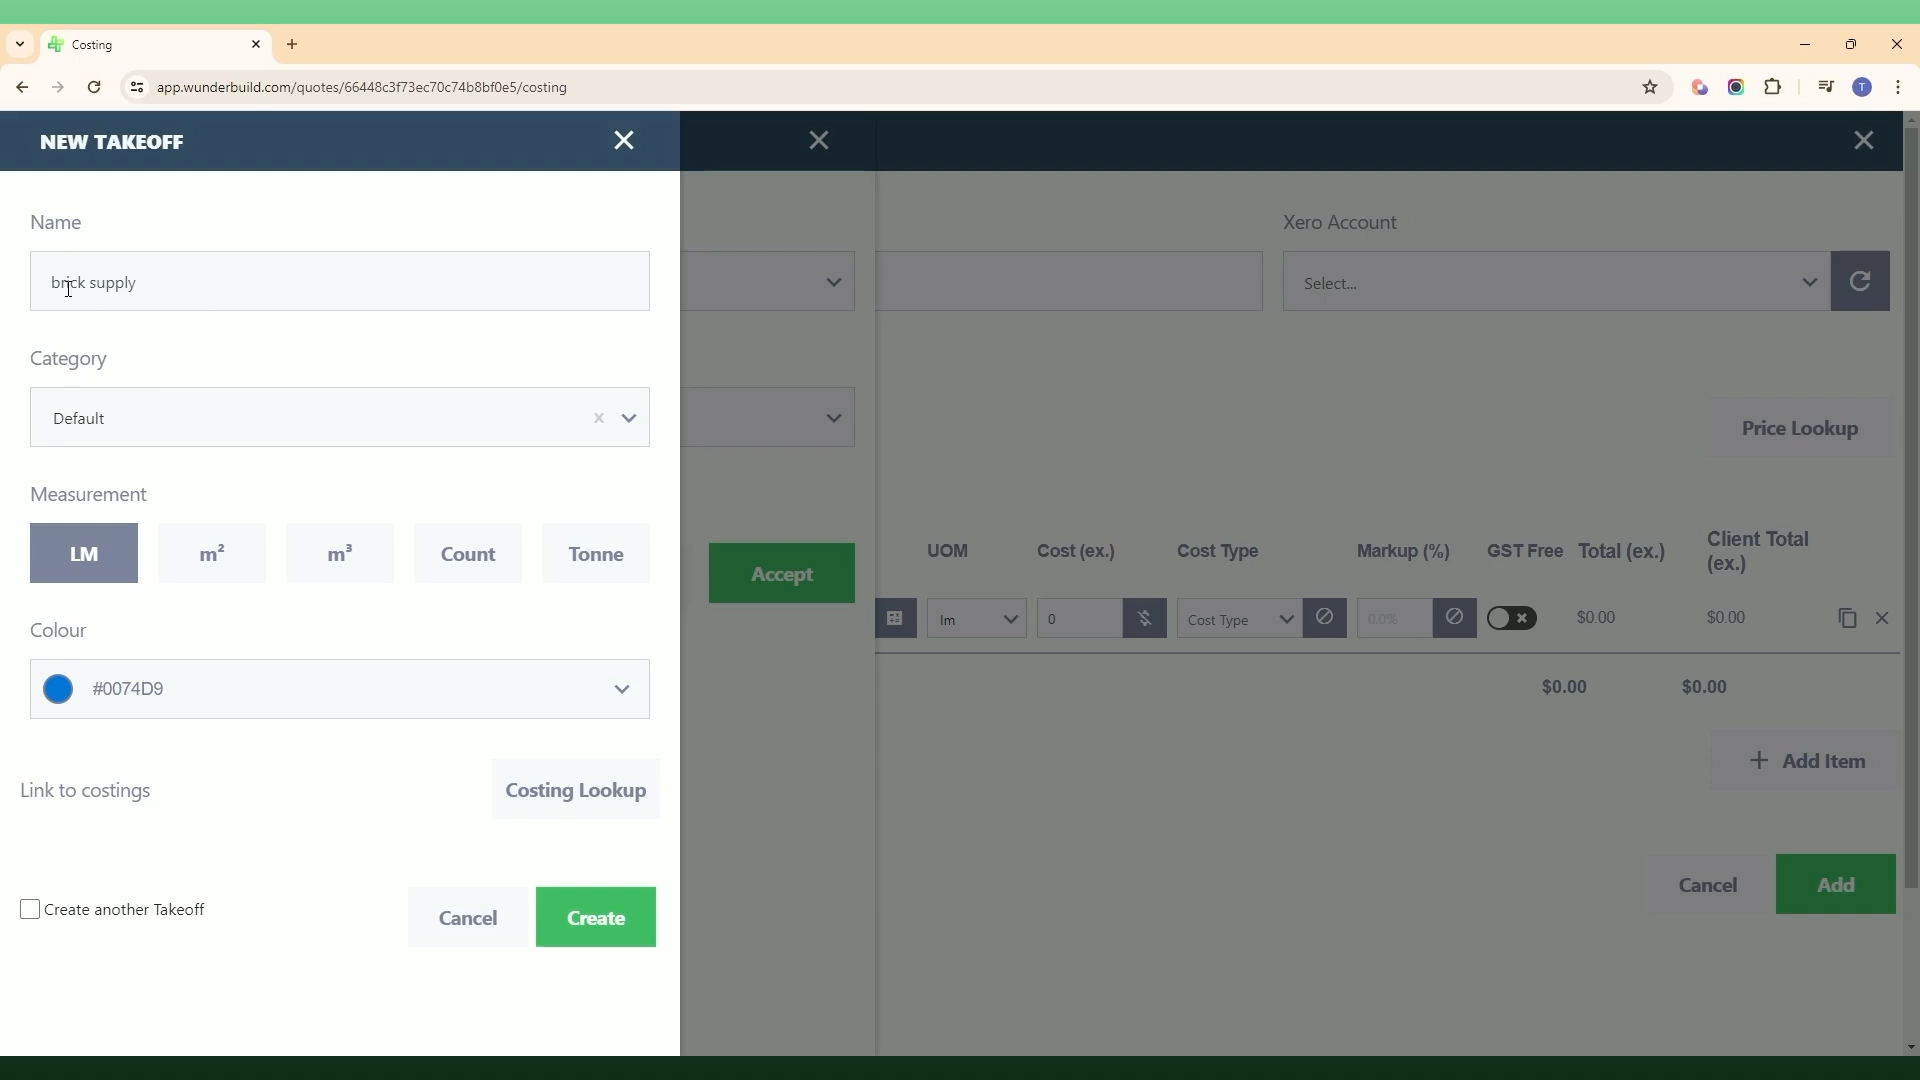 Costing
app.wunderbuild.com/quotes/66448c3f73ec70c74b8bf0e5/costing
T
NEW TAKEOFF
Name
brick supply
Category
Default
Measurement
LM
m²
m³
Count
Tonne
Colour
#0074D9
Link to costings
Costing Lookup
Create another Takeoff
Cancel
Create
Accept
Xero Account
Select...
Price Lookup
UOM
Cost (ex.)
Cost Type
Markup (%)
GST Free
Total (ex.)
Client Total
(ex.)
lm
0
Cost Type
0.0%
$0.00
$0.00
$0.00
$0.00
Add Item
Cancel
Add